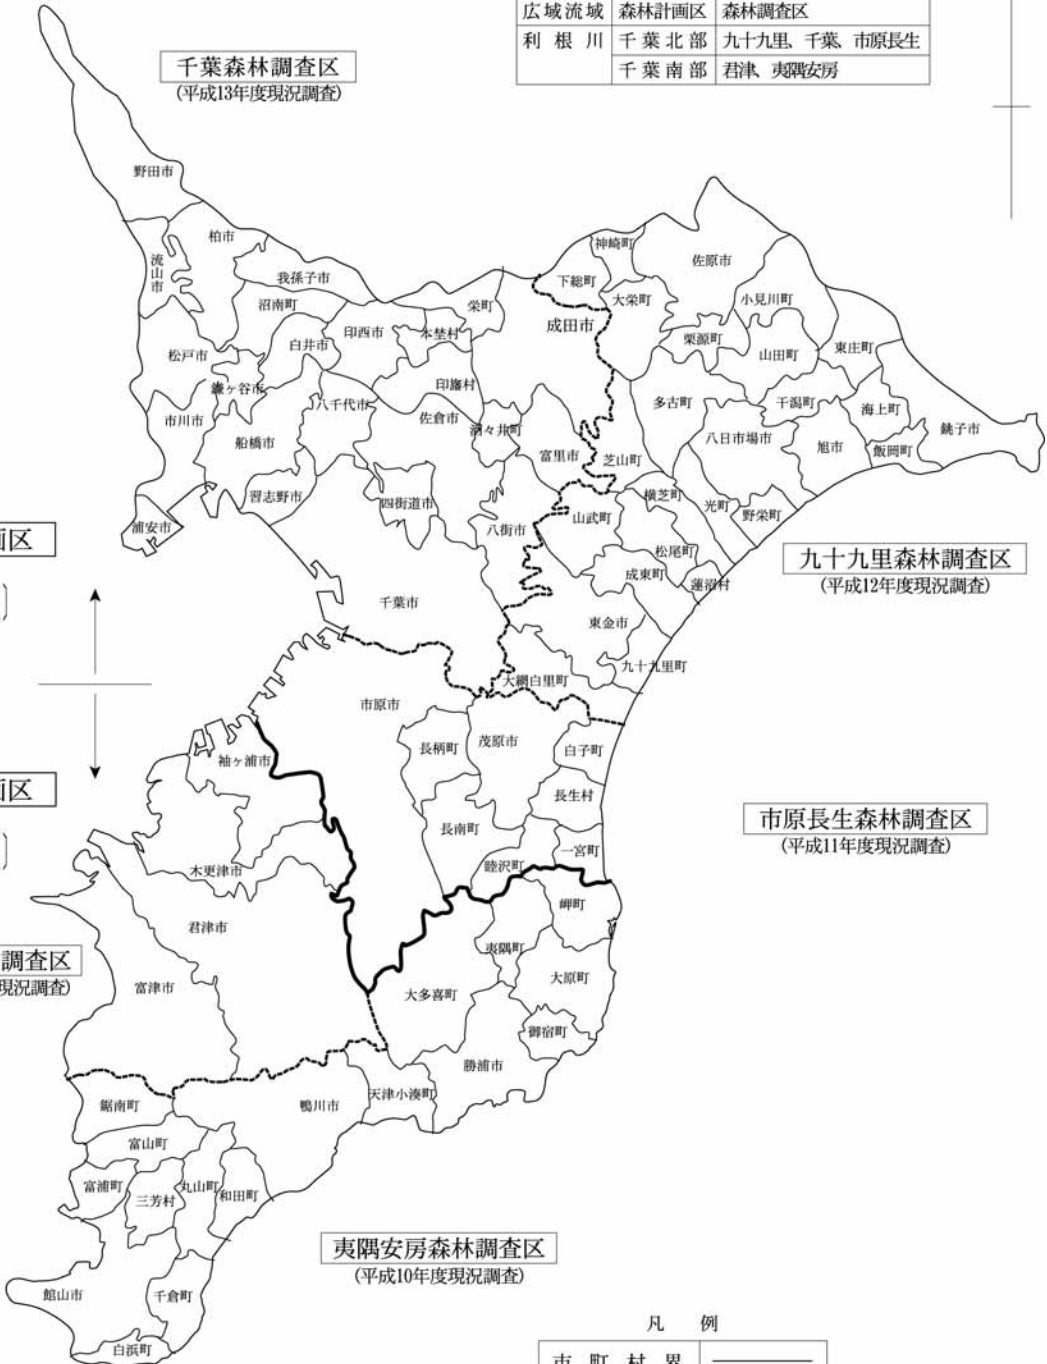 広域流域 森林計画区 森林調査区
利根川 千葉北部 九十九里、千葉、市原長生
千葉南部 君津、夷隅安房
千葉森林調査区
(平成13年度現況調査)
野田市
柏市
流山市
我孫子市
沼南町
松戸市
鎌ヶ谷市
白井市
印西市
本埜村
栄町
印旛村
市川市
船橋市
八千代市
佐倉市
酒々井町
習志野市
四街道市
八街市
浦安市
千葉市
成田市
富里市
下総町
神崎町
大栄町
佐原市
小見川町
栗源町
山田町
東庄町
多古町
干潟町
海上町
銚子市
八日市場市
旭市
飯岡町
芝山町
横芝町
光町
野栄町
山武町
松尾町
成東町
蓮沼村
東金市
九十九里町
大網白里町
九十九里森林調査区
(平成12年度現況調査)
画区
市原市
長柄町
茂原市
白子町
長生村
長南町
睦沢町
一宮町
市原長生森林調査区
(平成11年度現況調査)
画区
袖ヶ浦市
木更津市
君津市
富津市
調査区
現況調査)
岬町
夷隅町
大原町
大多喜町
御宿町
勝浦市
天津小湊町
鴨川市
鋸南町
富山町
富浦町
三芳村
丸山町
和田町
館山市
千倉町
白浜町
夷隅安房森林調査区
(平成10年度現況調査)
凡例
市町村界